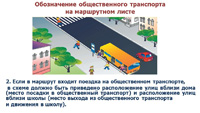 Обозначение общественного транспорта
на маршрутном листе
2. Если в маршрут входит поездка на общественном транспорте,
в схеме должно быть приведено расположение улиц вблизи дома
(место посадки в общественный транспорт) и расположение улиц
вблизи школы (место выхода из общественного транспорта
и движения в школу).